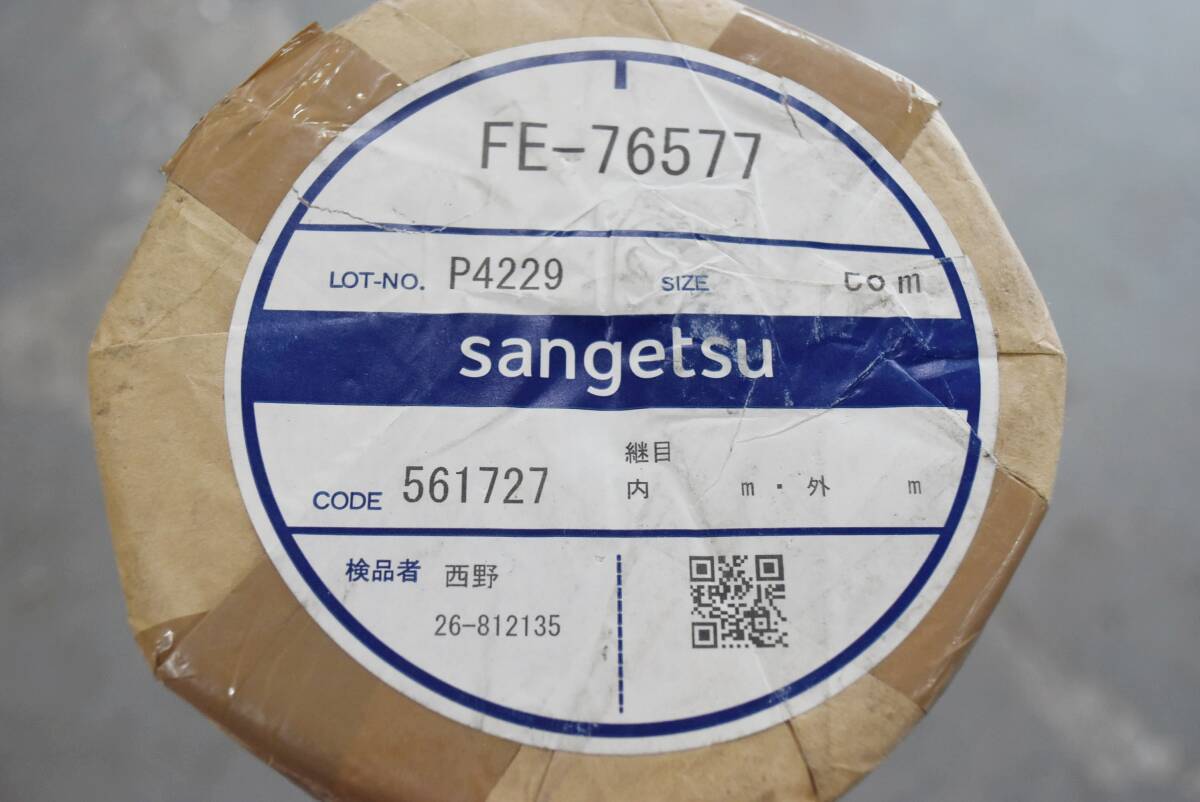 FE-76577
LOT-NO. P4229 SIZE m
sangetsu
継目
CODE 561727 内 m・外 m
検品者 西野
26-812135